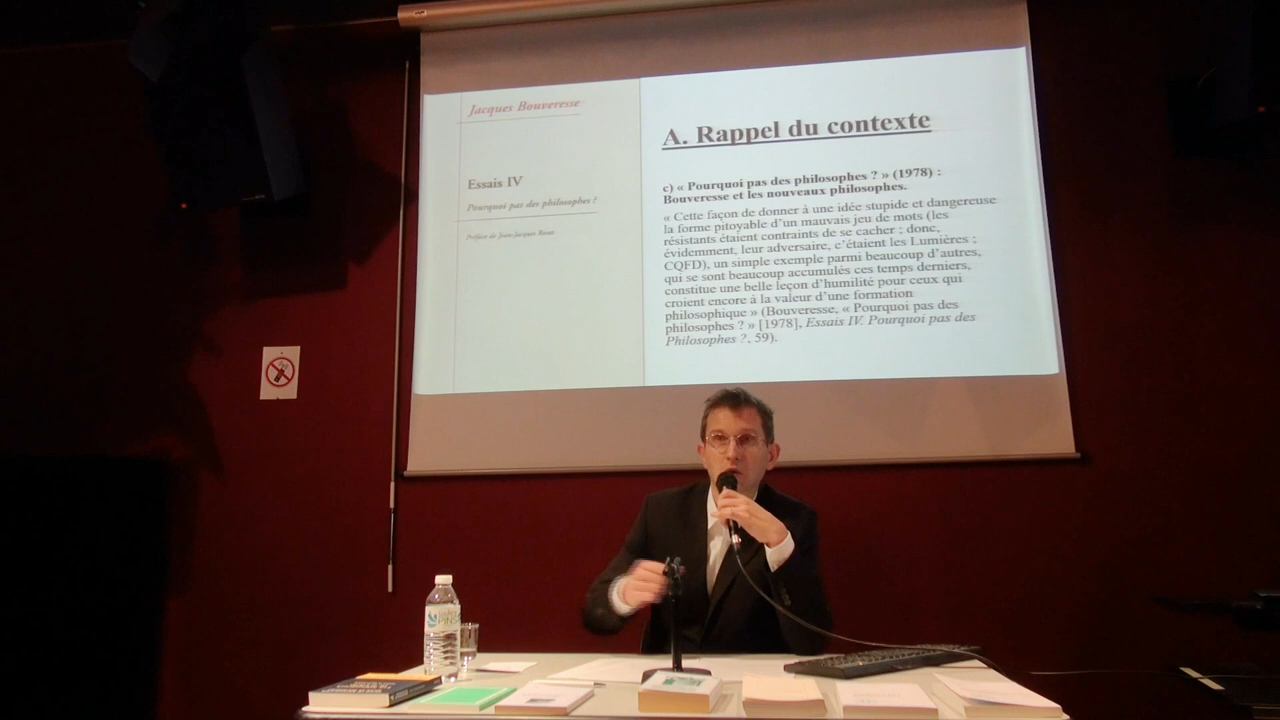 Jacques Bouveresse
Essais IV
Pourquoi pas des philosophes ?
Préface de Jean-Jacques Rosat
A. Rappel du contexte
c) « Pourquoi pas des philosophes ? » (1978) :
Bouveresse et les nouveaux philosophes.
« Cette façon de donner à une idée stupide et dangereuse
la forme pitoyable d'un mauvais jeu de mots (les
résistants étaient contraints de se cacher ; donc,
évidemment, leur adversaire, c'étaient les Lumières ;
CQFD), un simple exemple parmi beaucoup d'autres,
qui se sont beaucoup accumulés ces temps derniers,
constitue une belle leçon d'humilité pour ceux qui
croient encore à la valeur d'une formation
philosophique » (Bouveresse, « Pourquoi pas des
philosophes ? » [1978], Essais IV. Pourquoi pas des
Philosophes ?, 59).